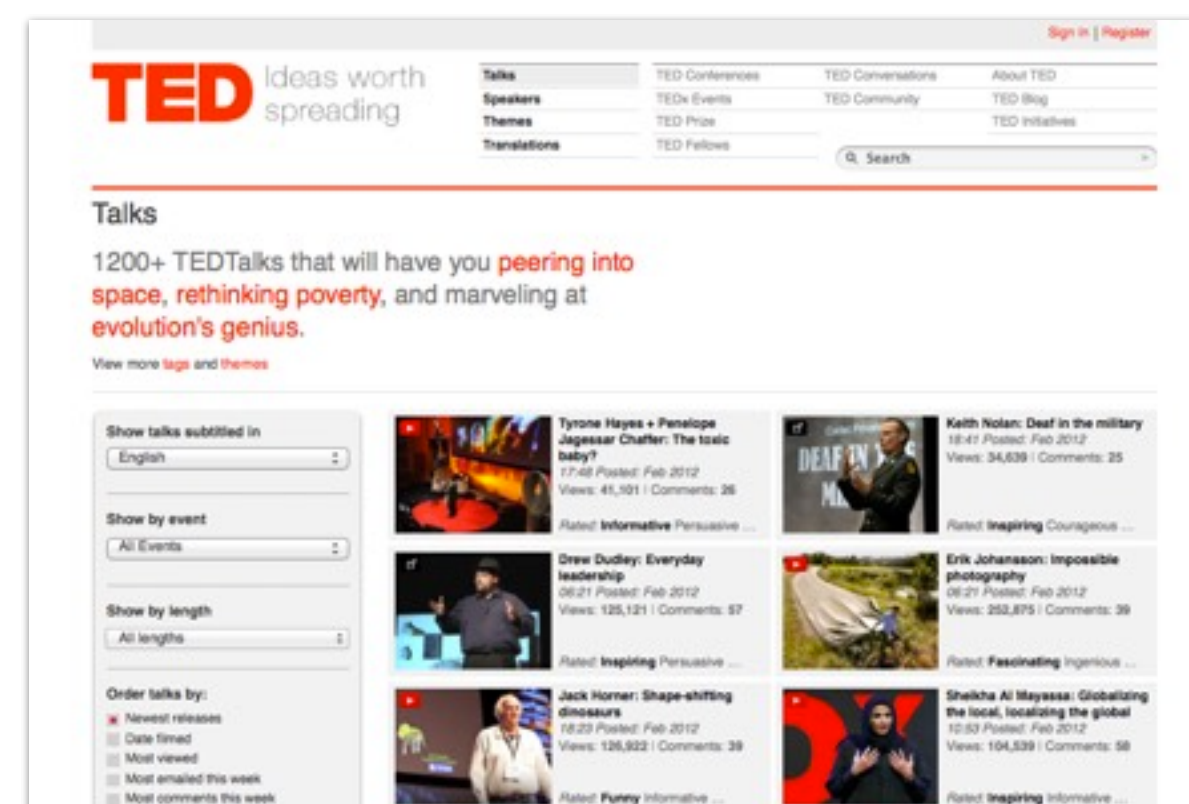 Sign in | Register
TED Ideas worth
spreading
Talks
Speakers
Themes
Translations
TED Conferences
TEDx Events
TED Prize
TED Fellows
TED Conversations
TED Community
About TED
TED Blog
TED Initiatives
Search
Talks
1200+ TEDTalks that will have you peering into
space, rethinking poverty, and marveling at
evolution's genius.
View more tags and themes
Show talks subtitled in
English
Show by event
All Events
Show by length
All lengths
Order talks by:
Newest releases
Date filmed
Most viewed
Most emailed this week
Most comments this week
Tyrone Hayes + Penelope
Jagessar Chaffer: The toxic
baby?
17:48 Posted: Feb 2012
Views: 41,101 | Comments: 26
Rated: Informative Persuasive ...
DEAF IN
Keith Nolan: Deaf in the military
18:41 Posted: Feb 2012
Views: 34,639 | Comments: 25
Rated: Inspiring Courageous ...
Drew Dudley: Everyday
leadership
06:21 Posted: Feb 2012
Views: 125,121 | Comments: 57
Rated: Inspiring Persuasive ...
Erik Johansson: Impossible
photography
06:21 Posted: Feb 2012
Views: 252,875 | Comments: 39
Rated: Fascinating Ingenious ...
Jack Horner: Shape-shifting
dinosaurs
18:23 Posted: Feb 2012
Views: 126,922 | Comments: 39
Rated: Funny Informative ...
Sheikha Al Mayassa: Globalizing
the local, localizing the global
10:53 Posted: Feb 2012
Views: 104,539 | Comments: 58
Rated: Inspiring Informative ...